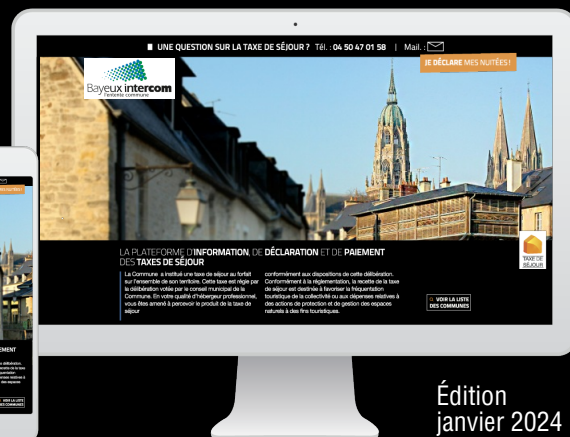 UNE QUESTION SUR LA TAXE DE SÉJOUR ? Tél. : 04 50 47 01 58 | Mail. :
JE DÉCLARE MES NUITÉES !
Bayeux intercom
l'entente commune
LA PLATEFORME D'INFORMATION, DE DÉCLARATION ET DE PAIEMENT
DES TAXES DE SÉJOUR
La Commune a institué une taxe de séjour au forfait
sur l'ensemble de son territoire. Cette taxe est régie par
la délibération votée par le conseil municipal de la
Commune. En votre qualité d'hébergeur professionnel,
vous êtes amené à percevoir le produit de la taxe de
séjour
conformément aux dispositions de cette délibération.
Conformément à la réglementation, la recette de la taxe
de séjour est destinée à favoriser la fréquentation
touristique de la collectivité ou aux dépenses relatives à
des actions de protection et de gestion des espaces
naturels à des fins touristiques.
TAXE DE
SÉJOUR
VOIR LA LISTE
DES COMMUNES
Édition
janvier 2024